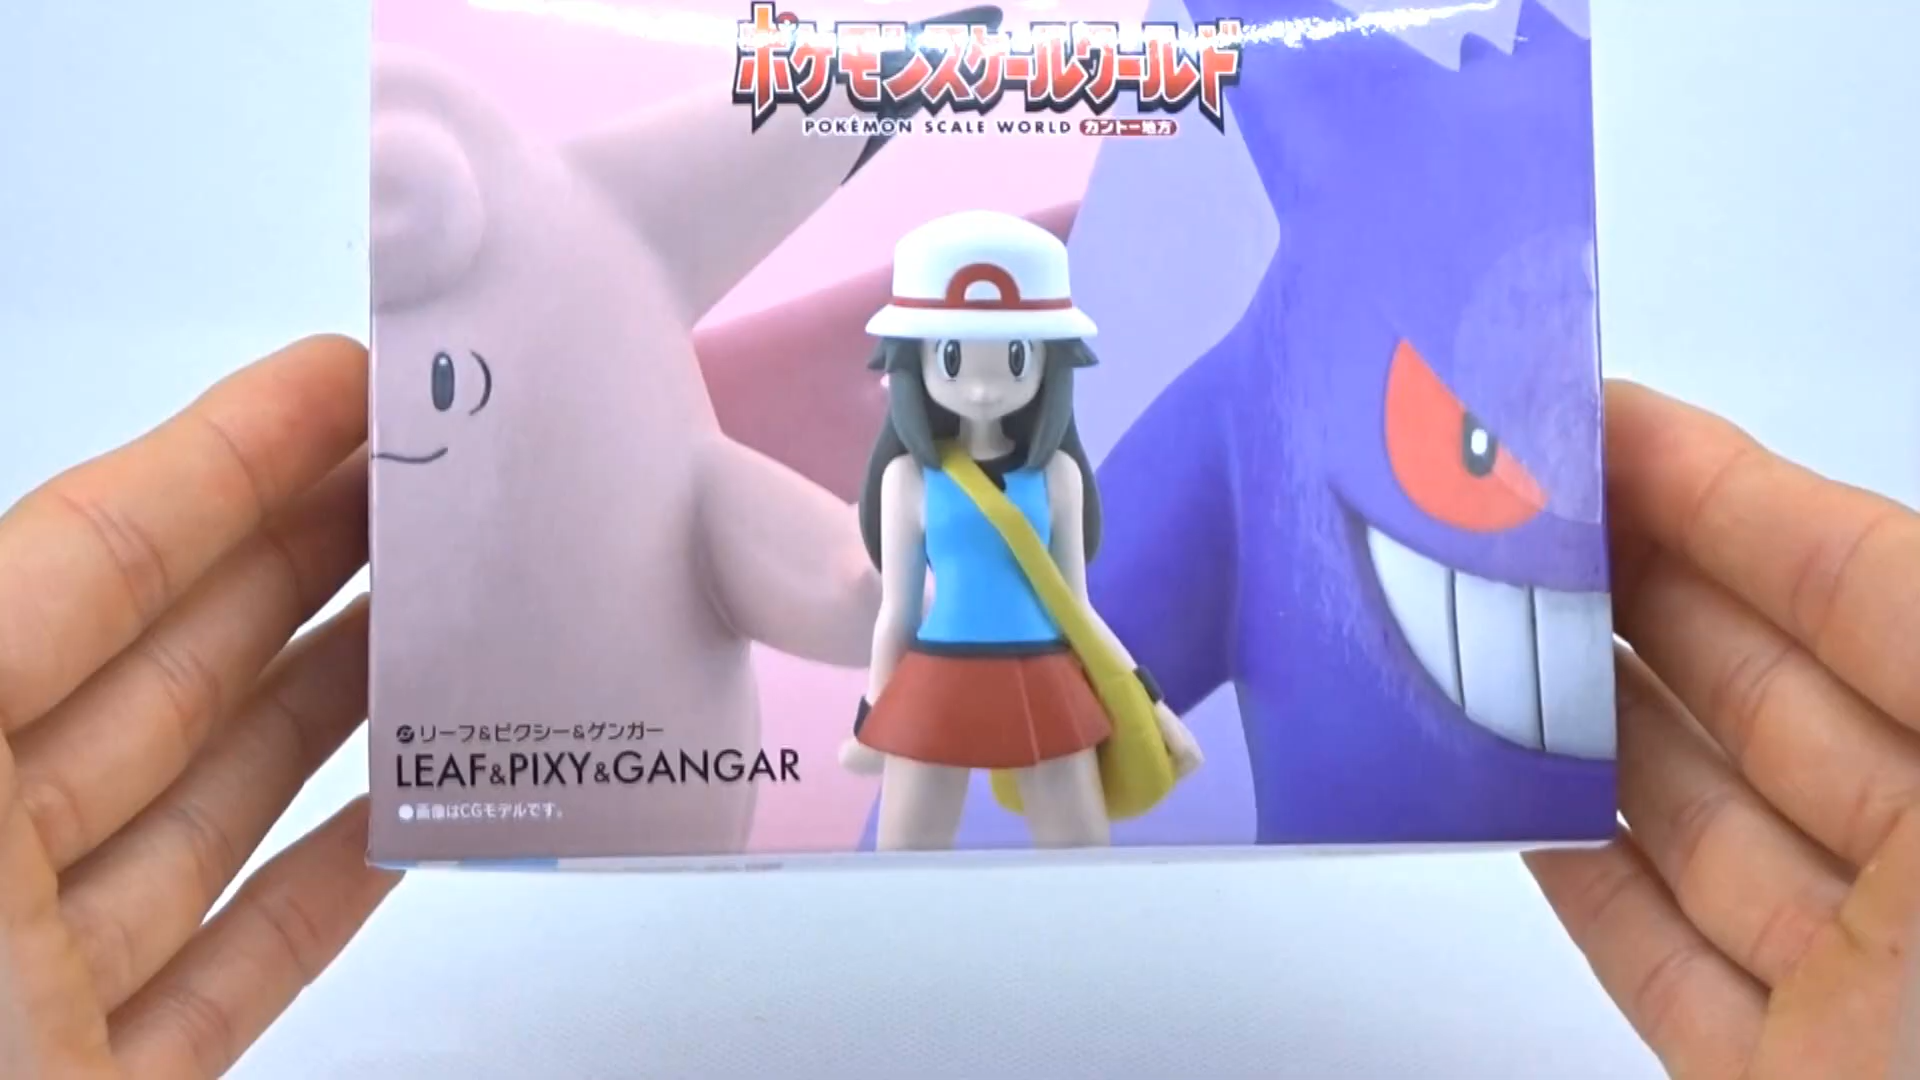 ポケモンスケールワールド
POKÉMON SCALE WORLD カントー地方
リーフ&ピクシー&ゲンガー
LEAF&PIXY&GANGAR
●画像はCGモデルです。